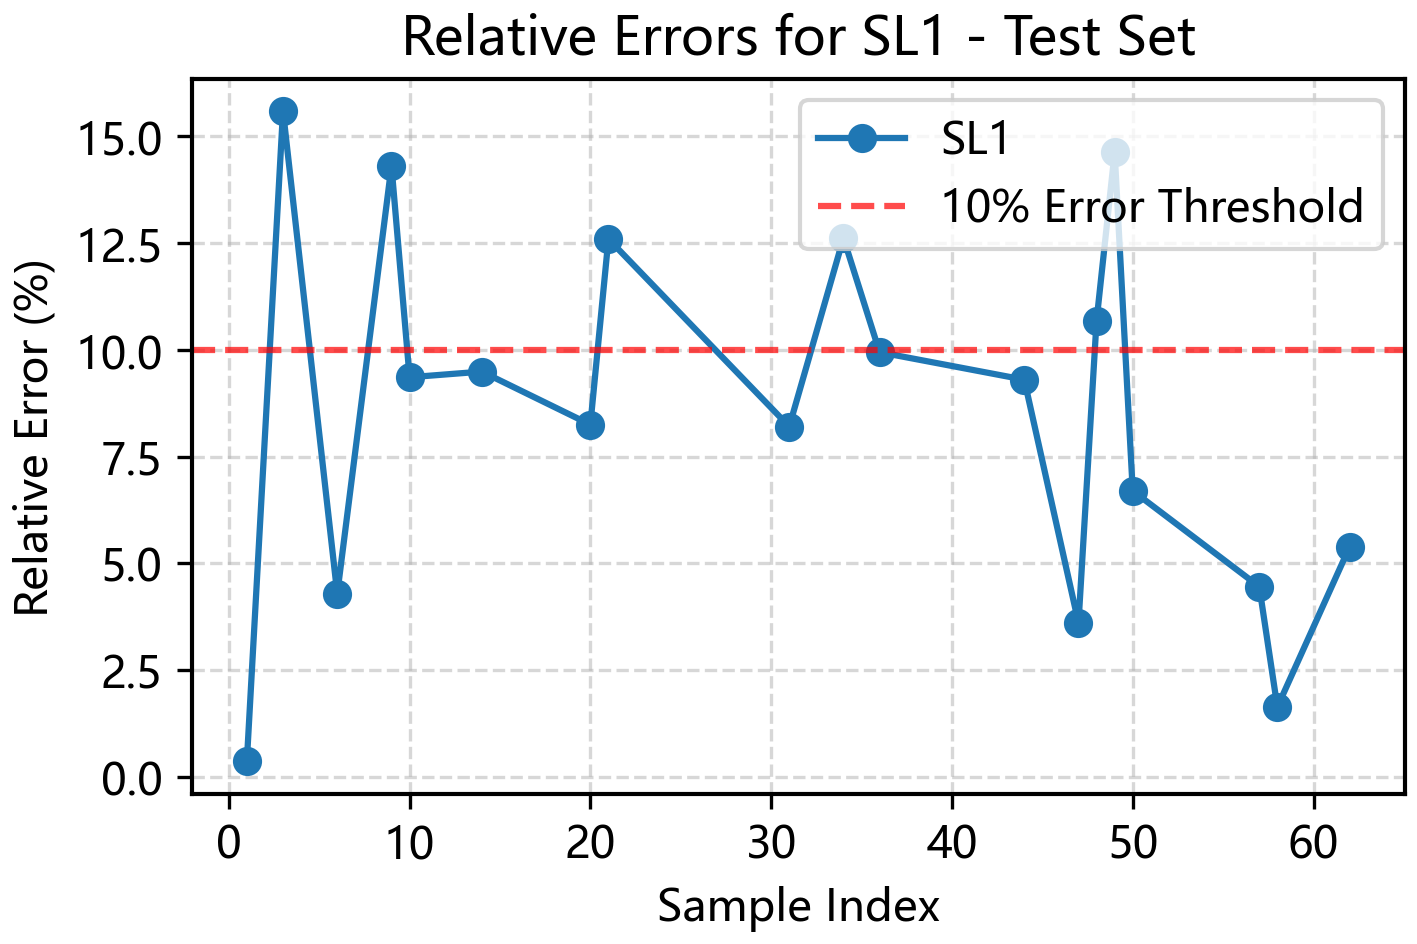 Relative Errors for SL1 - Test Set
SL1
10% Error Threshold
Relative Error (%)
15.0
12.5
10.0
7.5
5.0
2.5
0.0
0 10 20 30 40 50 60
Sample Index